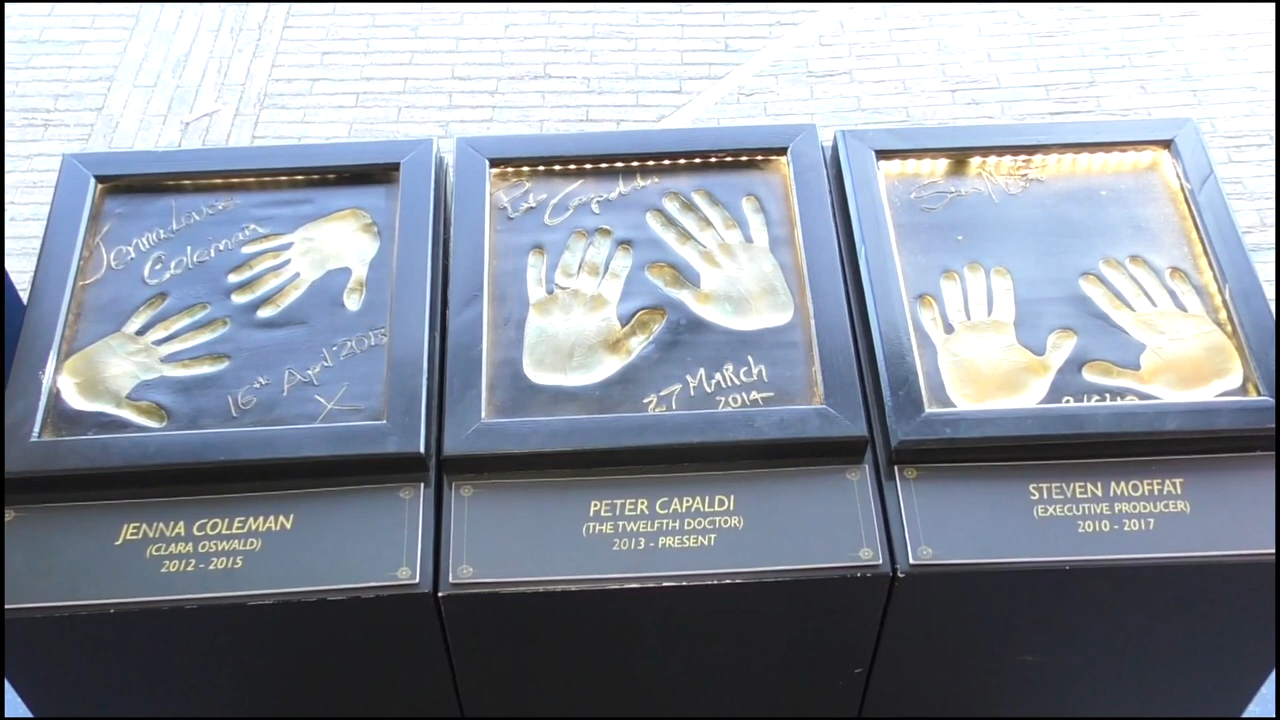 Jenna Louise
Coleman
16th April 2013
X
JENNA COLEMAN
(CLARA OSWALD)
2012 - 2015
Peter Capaldi
27 MARCH
2014
PETER CAPALDI
(THE TWELFTH DOCTOR)
2013 - PRESENT
STEVEN MOFFAT
(EXECUTIVE PRODUCER)
2010 - 2017